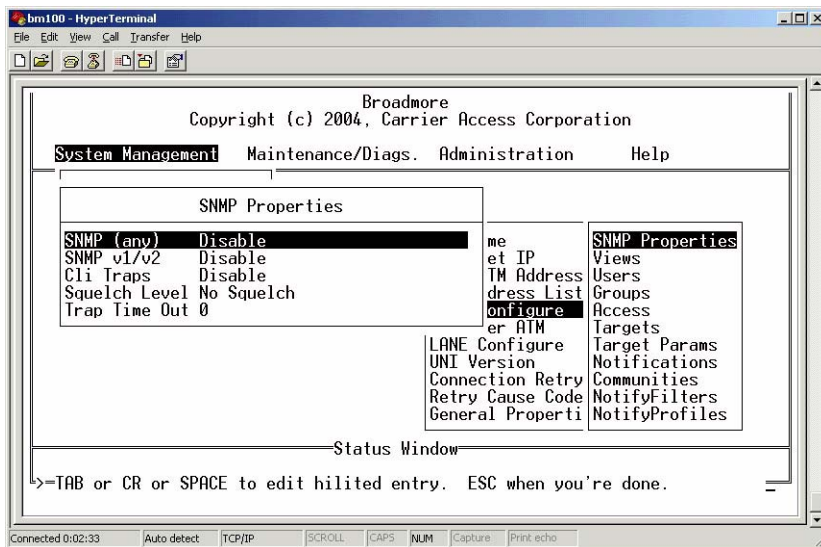 bm100 - HyperTerminal
File Edit View Call Transfer Help
Broadmore
Copyright (c) 2004, Carrier Access Corporation
System Management Maintenance/Diags. Administration Help
SNMP Properties
SNMP (any) Disable
SNMP v1/v2 Disable
Cli Traps Disable
Squelch Level No Squelch
Trap Time Out 0
me
et IP
TM Address
dress List
onfigure
er ATM
LANE Configure
UNI Version
Connection Retry
Retry Cause Code
General Properti
SNMP Properties
Views
Users
Groups
Access
Targets
Target Params
Notifications
Communities
NotifyFilters
NotifyProfiles
Status Window
>=TAB or CR or SPACE to edit hilited entry. ESC when you're done.
Connected 0:02:33 Auto detect TCP/IP SCROLL CAPS NUM Capture Print echo